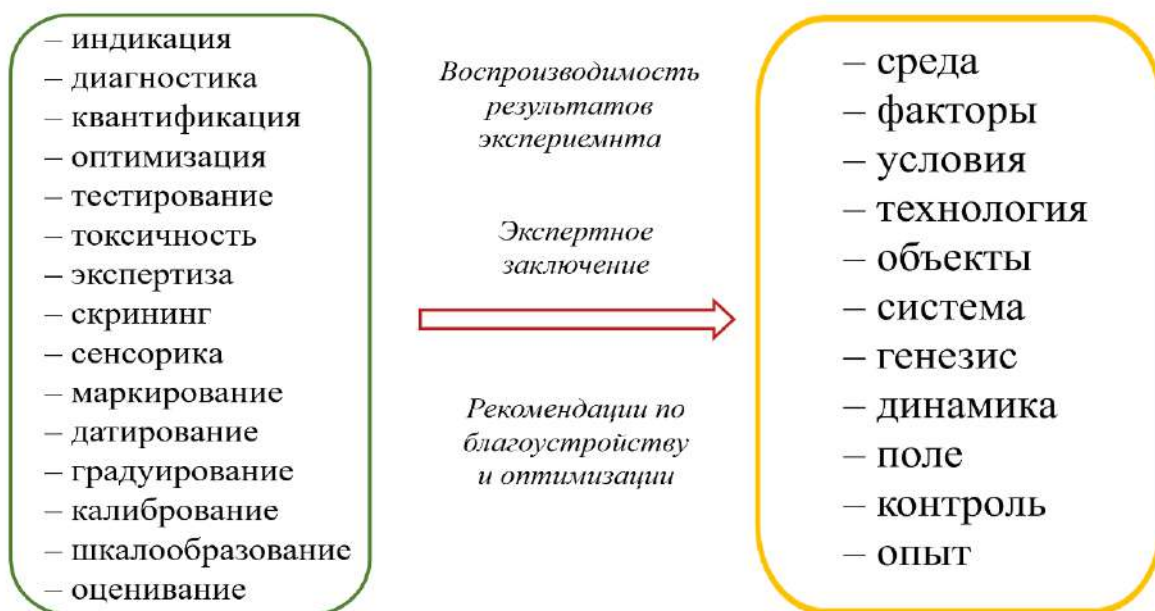 – индикация
– диагностика
– квантификация
– оптимизация
– тестирование
– токсичность
– экспертиза
– скрининг
– сенсорика
– маркирование
– датирование
– градуирование
– калибрование
– шкалообразование
– оценивание
Воспроизводимость
результатов
экспериемнта
Экспертное
заключение
Рекомендации по
благоустройству
и оптимизации
– среда
– факторы
– условия
– технология
– объекты
– система
– генезис
– динамика
– поле
– контроль
– опыт